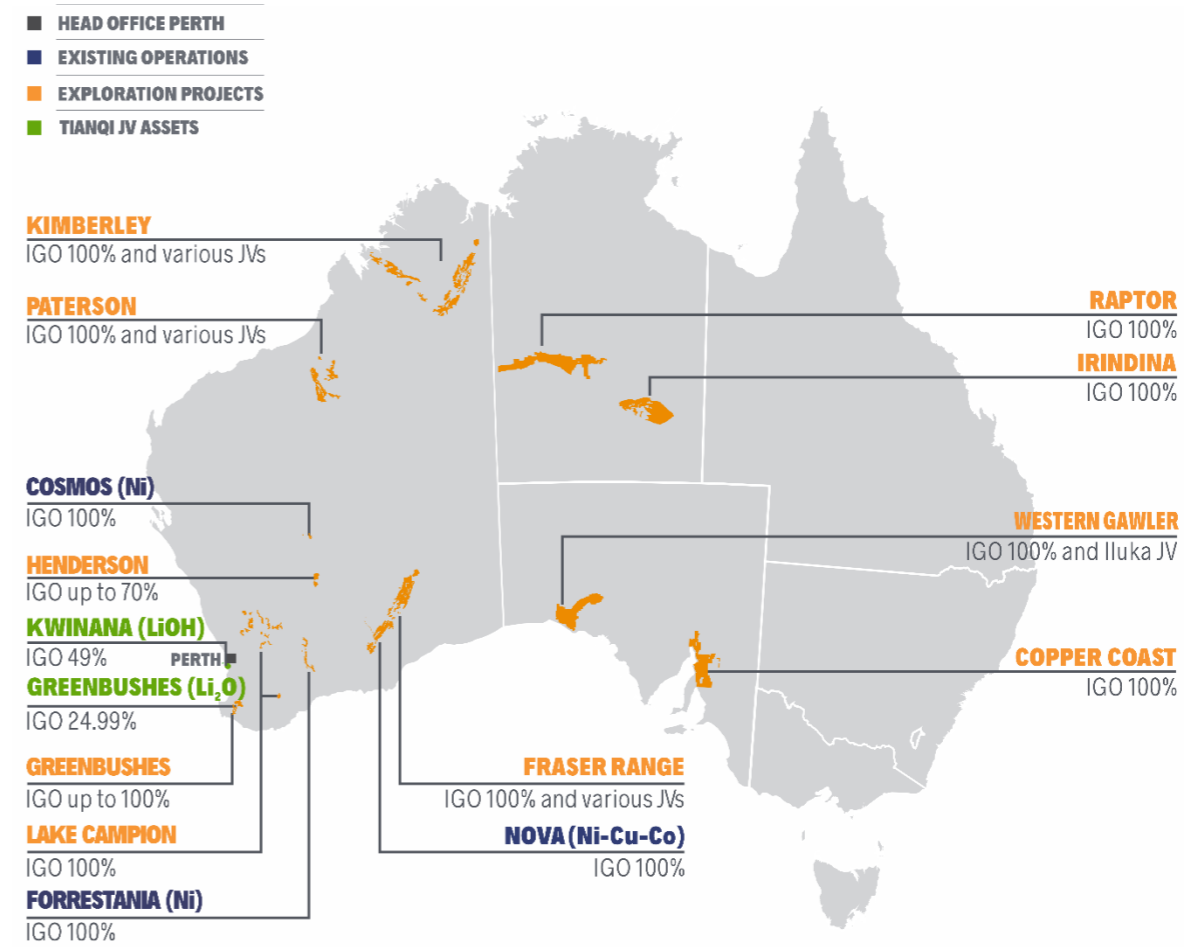 HEAD OFFICE PERTH
EXISTING OPERATIONS
EXPLORATION PROJECTS
TIANQI JV ASSETS
KIMBERLEY
IGO 100% and various JVs
PATERSON
IGO 100% and various JVs
RAPTOR
IGO 100%
IRINDINA
IGO 100%
COSMOS (Ni)
IGO 100%
WESTERN GAWLER
IGO 100% and Iluka JV
HENDERSON
IGO up to 70%
KWINANA (LiOH)
IGO 49%
PERTH
GREENBUSHES (Li₂O)
IGO 24.99%
COPPER COAST
IGO 100%
GREENBUSHES
IGO up to 100%
FRASER RANGE
IGO 100% and various JVs
LAKE CAMPION
IGO 100%
NOVA (Ni-Cu-Co)
IGO 100%
FORRESTANIA (Ni)
IGO 100%